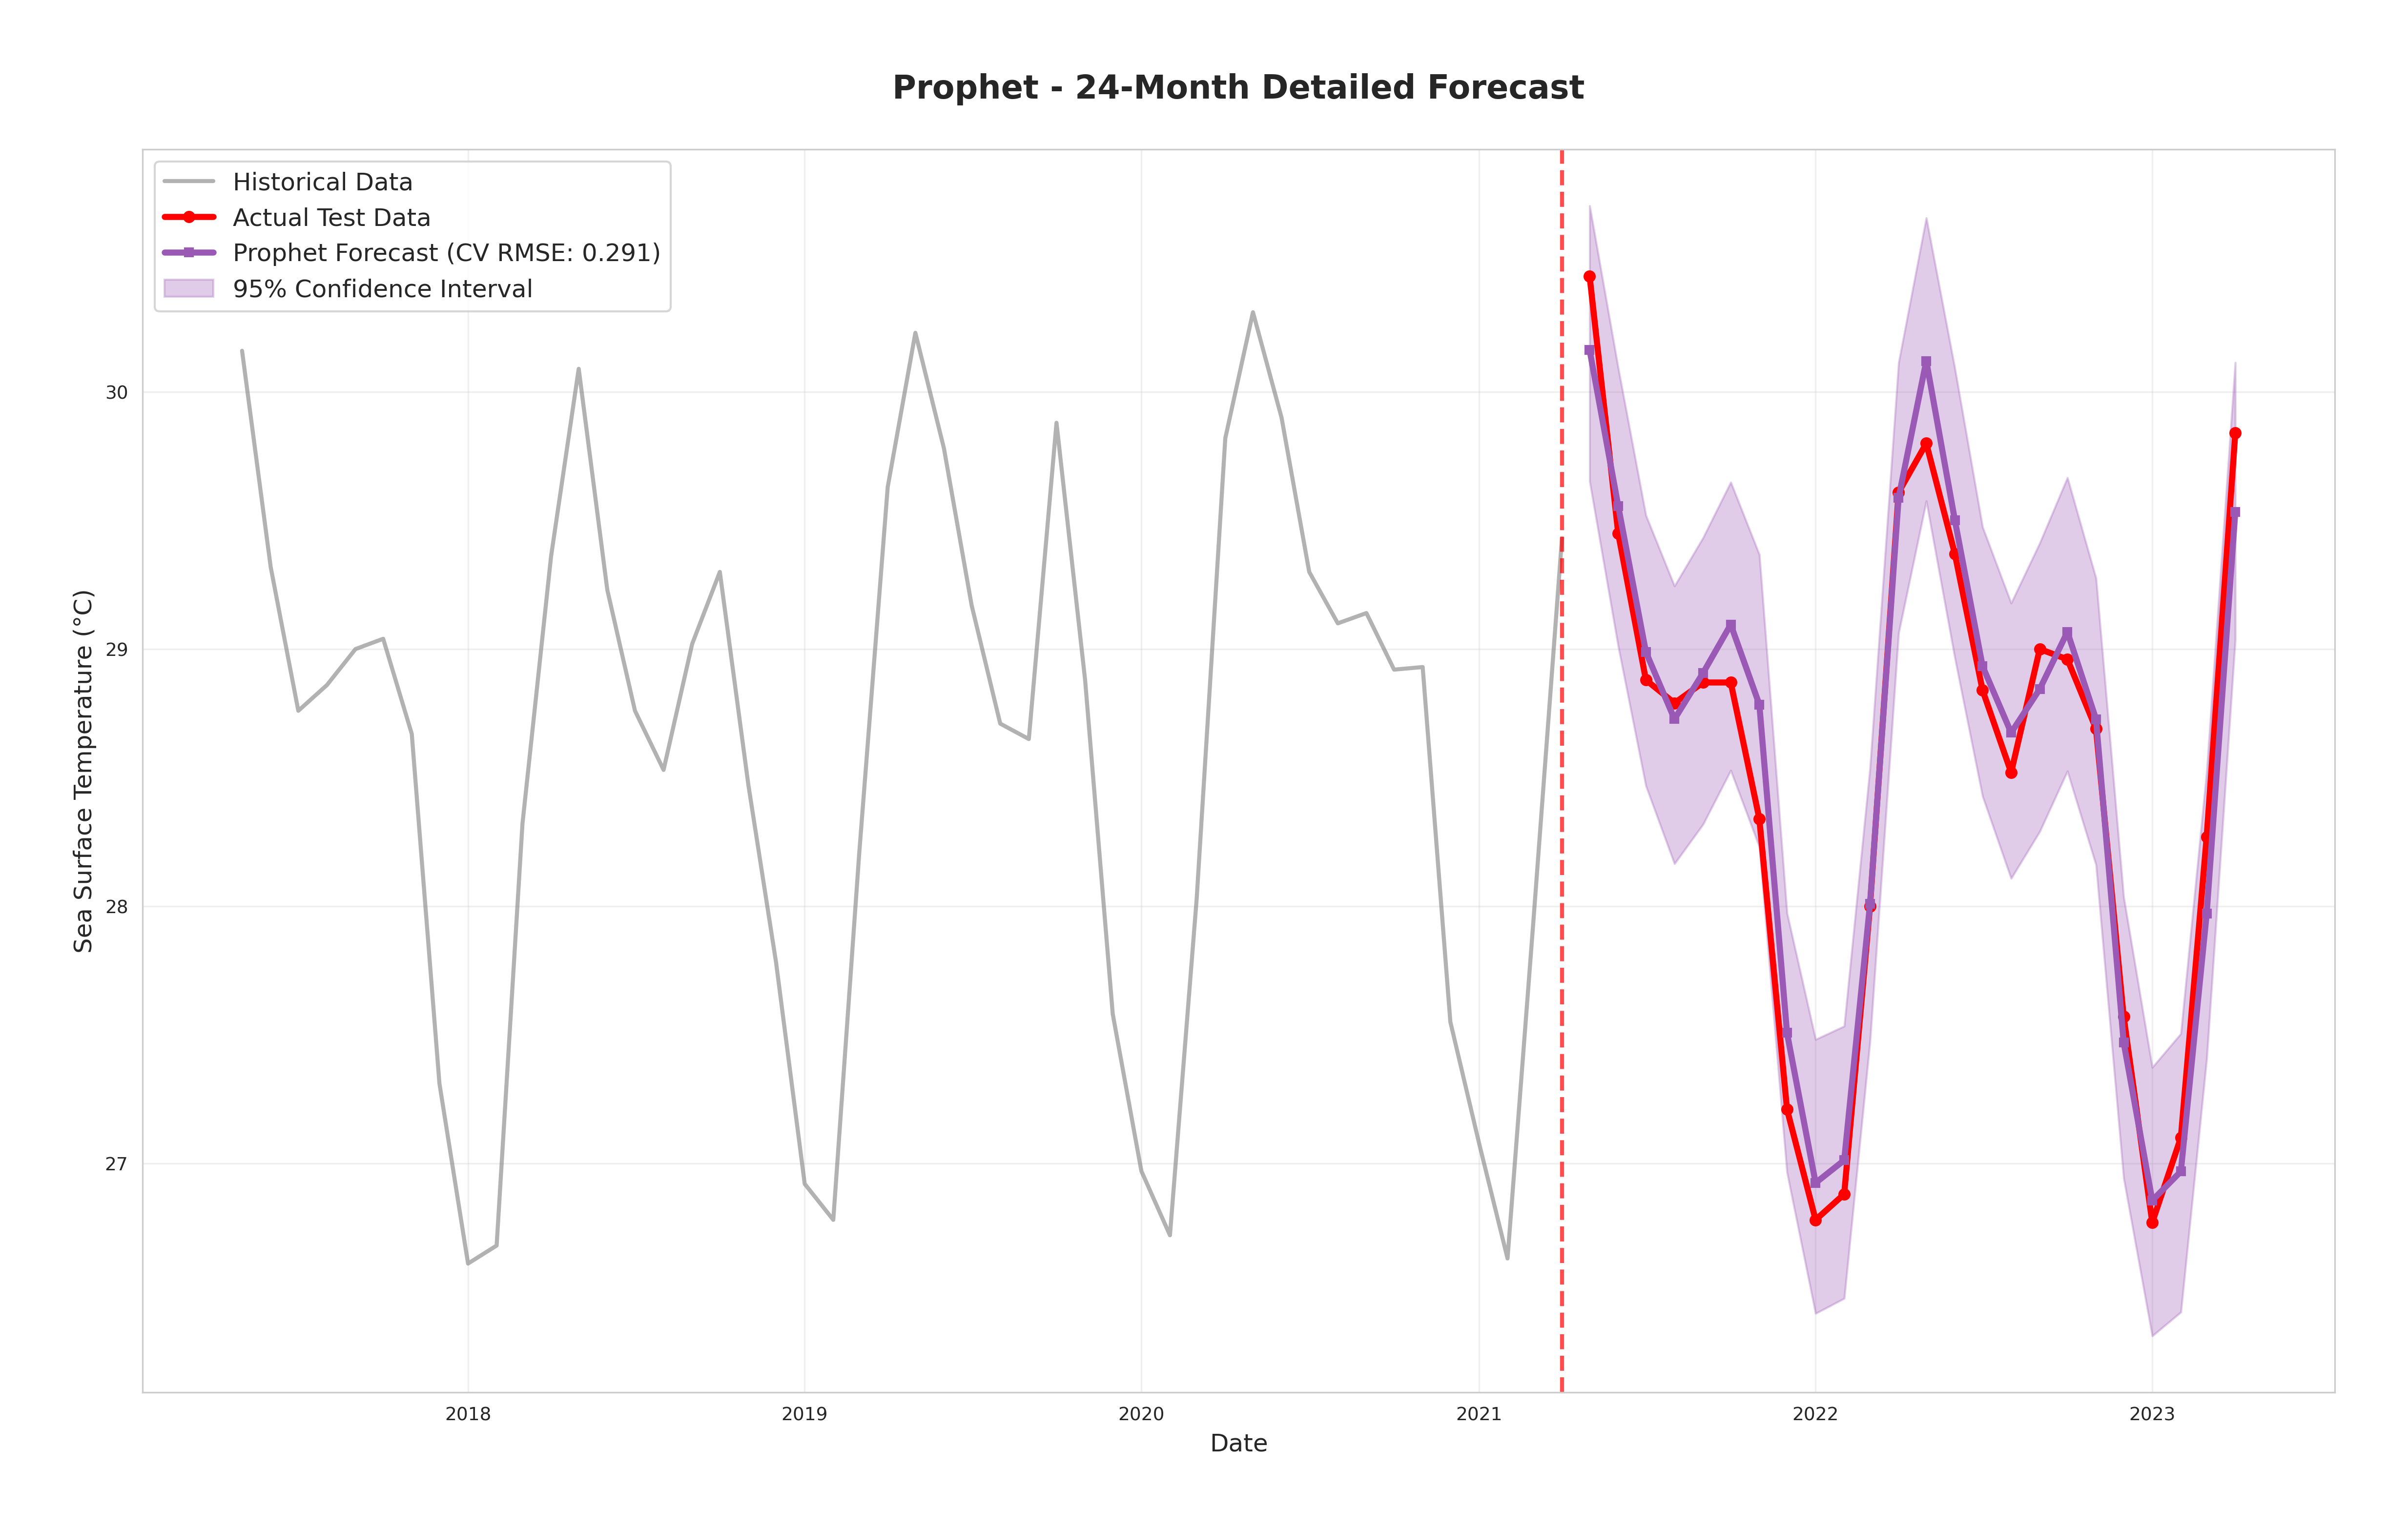 Prophet - 24-Month Detailed Forecast
Historical Data
Actual Test Data
Prophet Forecast (CV RMSE: 0.291)
95% Confidence Interval
Sea Surface Temperature (°C)
30
29
28
27
2018
2019
2020
2021
2022
2023
Date